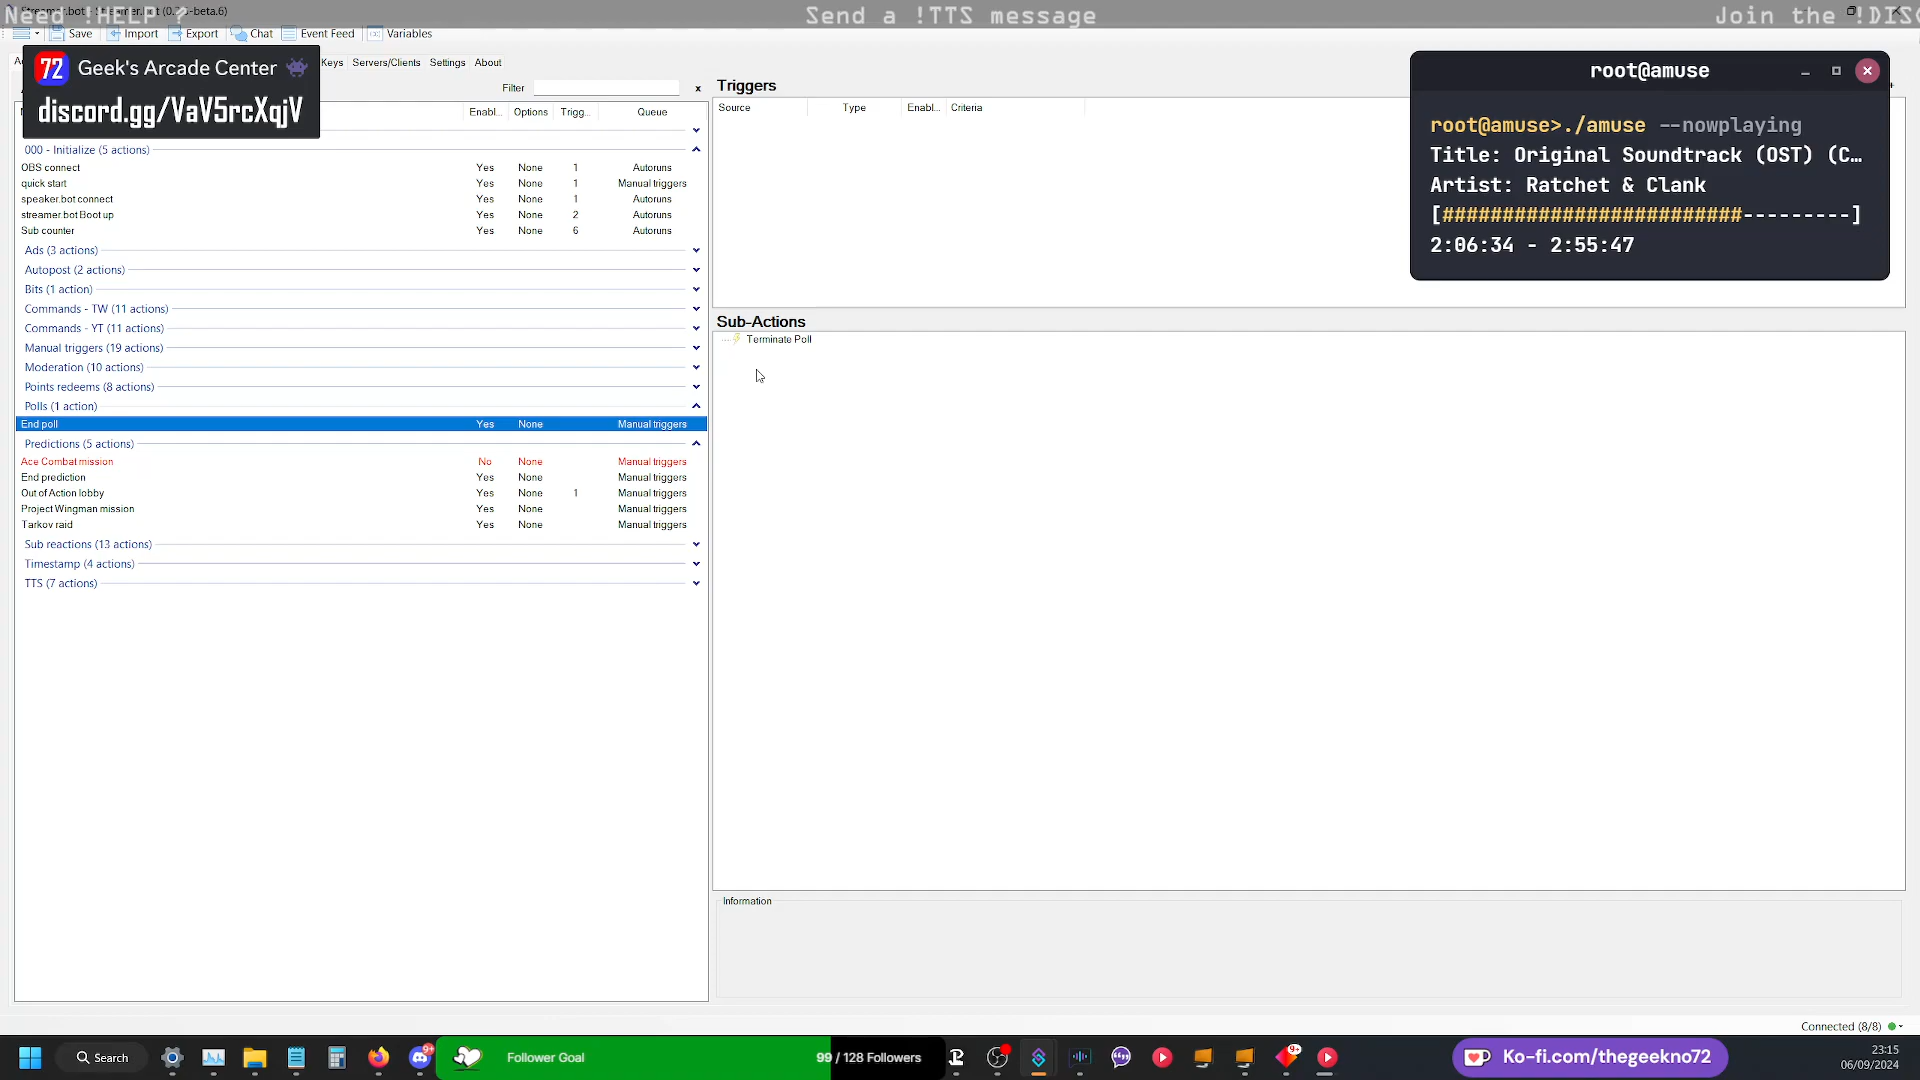 Need !HELP ?
Send a !TTS message
Join the !DISC
Save
Import
Export
Chat
Event Feed
Variables
72 Geek's Arcade Center
discord.gg/VaV5rcXqjV
Keys
Servers/Clients
Settings
About
Filter
x
Enabl...
Options
Trigg...
Queue
000 - Initialize (5 actions)
OBS connect Yes None 1 Autoruns
quick start Yes None 1 Manual triggers
speaker.bot connect Yes None 1 Autoruns
streamer.bot Boot up Yes None 2 Autoruns
Sub counter Yes None 6 Autoruns
Ads (3 actions)
Autopost (2 actions)
Bits (1 action)
Commands - TW (11 actions)
Commands - YT (11 actions)
Manual triggers (19 actions)
Moderation (10 actions)
Points redeems (8 actions)
Polls (1 action)
End poll Yes None Manual triggers
Predictions (5 actions)
Ace Combat mission No None Manual triggers
End prediction Yes None Manual triggers
Out of Action lobby Yes None 1 Manual triggers
Project Wingman mission Yes None Manual triggers
Tarkov raid Yes None Manual triggers
Sub reactions (13 actions)
Timestamp (4 actions)
TTS (7 actions)
Triggers
Source
Type
Enabl...
Criteria
Sub-Actions
Terminate Poll
Information
root@amuse
root@amuse>./amuse --nowplaying
Title: Original Soundtrack (OST) (C…
Artist: Ratchet & Clank
[##########################---------]
2:06:34 - 2:55:47
Connected (8/8)
Search
9+
Follower Goal
99 / 128 Followers
9+
Ko-fi.com/thegeekno72
23:15
06/09/2024